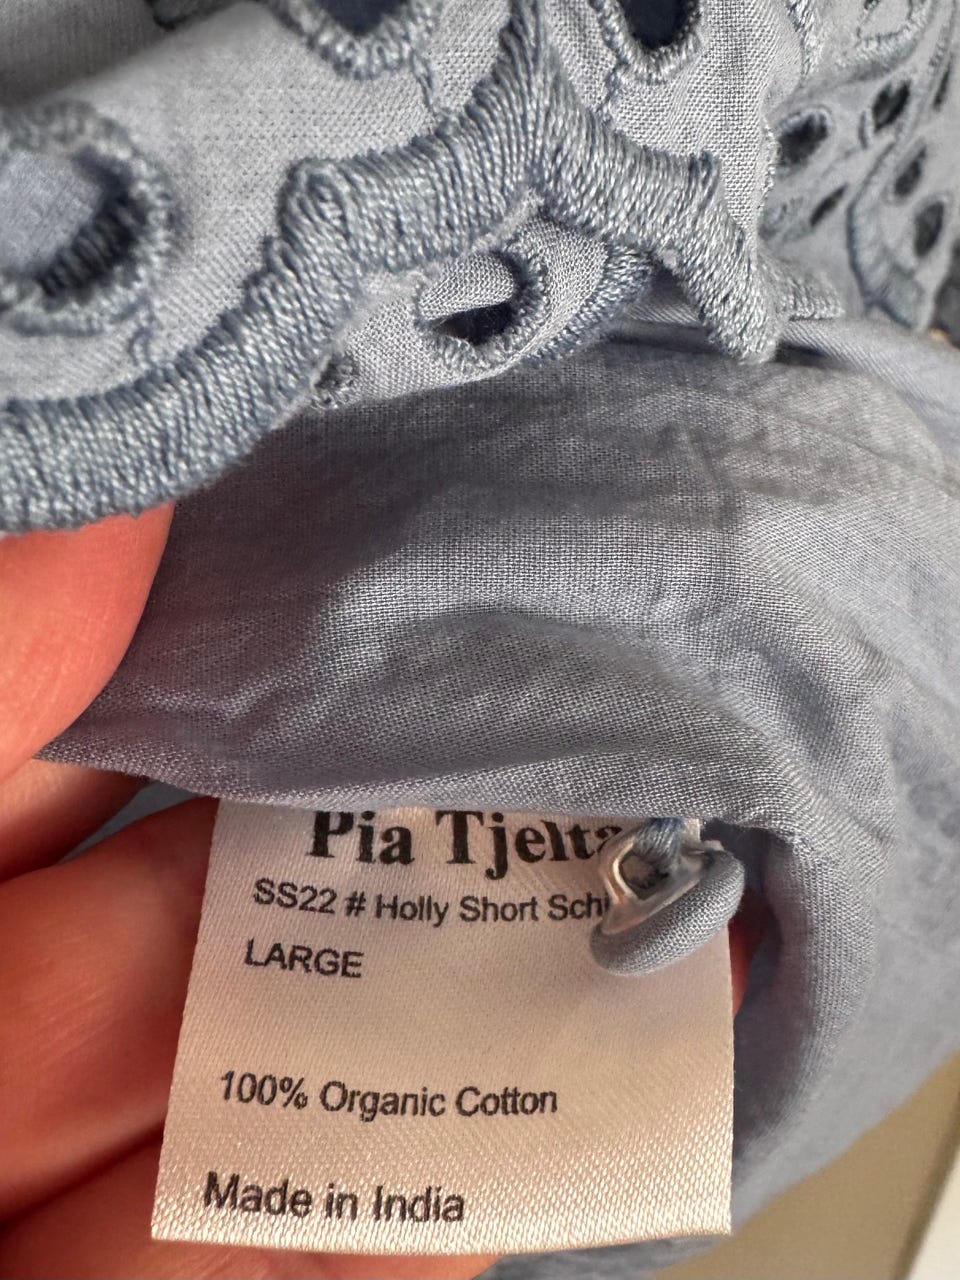 Pia Tjelta
SS22 # Holly Short
LARGE
100% Organic Cotton
Made in India